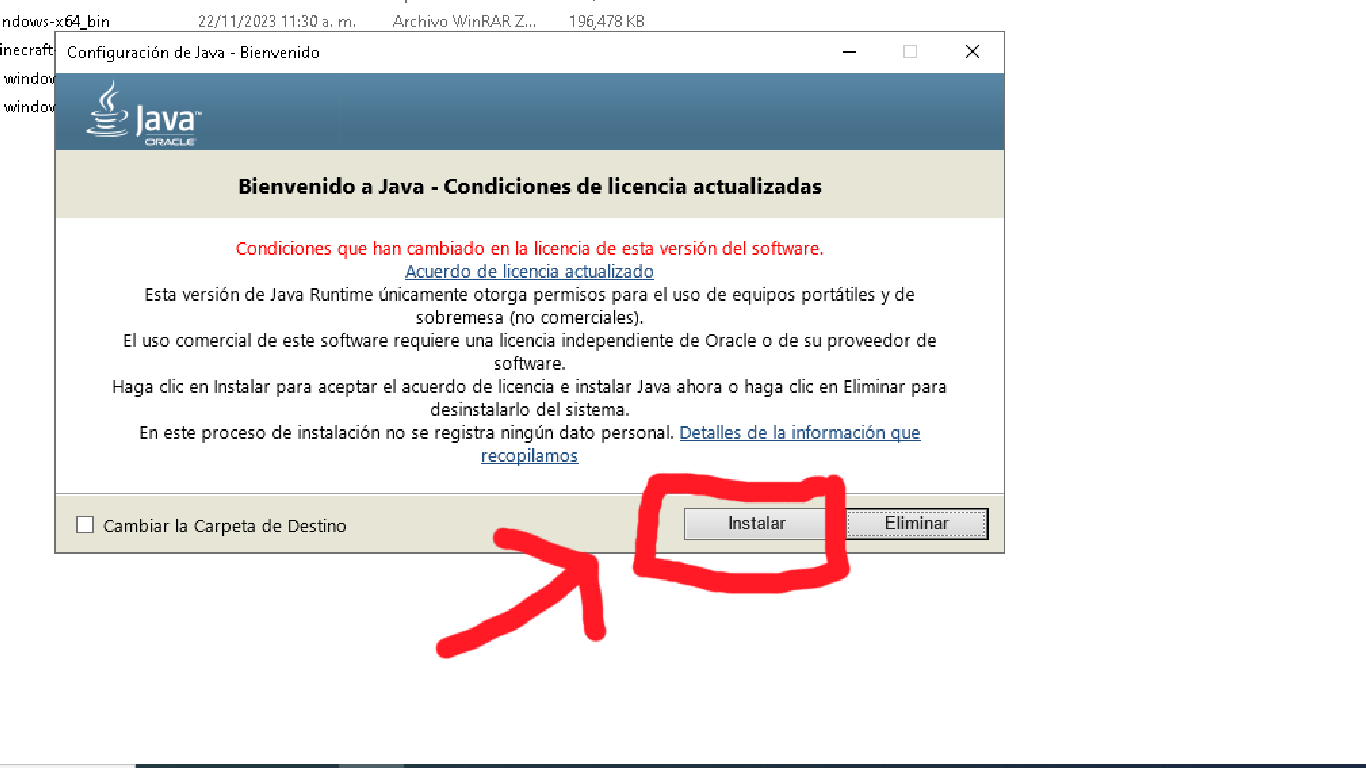 ndows-x64_bin 22/11/2023 11:30 a. m. Archivo WinRAR Z... 196,478 KB
inecraft
Configuración de Java - Bienvenido
window
window
Java™
ORACLE
Bienvenido a Java - Condiciones de licencia actualizadas
Condiciones que han cambiado en la licencia de esta versión del software.
Acuerdo de licencia actualizado
Esta versión de Java Runtime únicamente otorga permisos para el uso de equipos portátiles y de
sobremesa (no comerciales).
El uso comercial de este software requiere una licencia independiente de Oracle o de su proveedor de
software.
Haga clic en Instalar para aceptar el acuerdo de licencia e instalar Java ahora o haga clic en Eliminar para
desinstalarlo del sistema.
En este proceso de instalación no se registra ningún dato personal. Detalles de la información que
recopilamos
Cambiar la Carpeta de Destino
Instalar
Eliminar